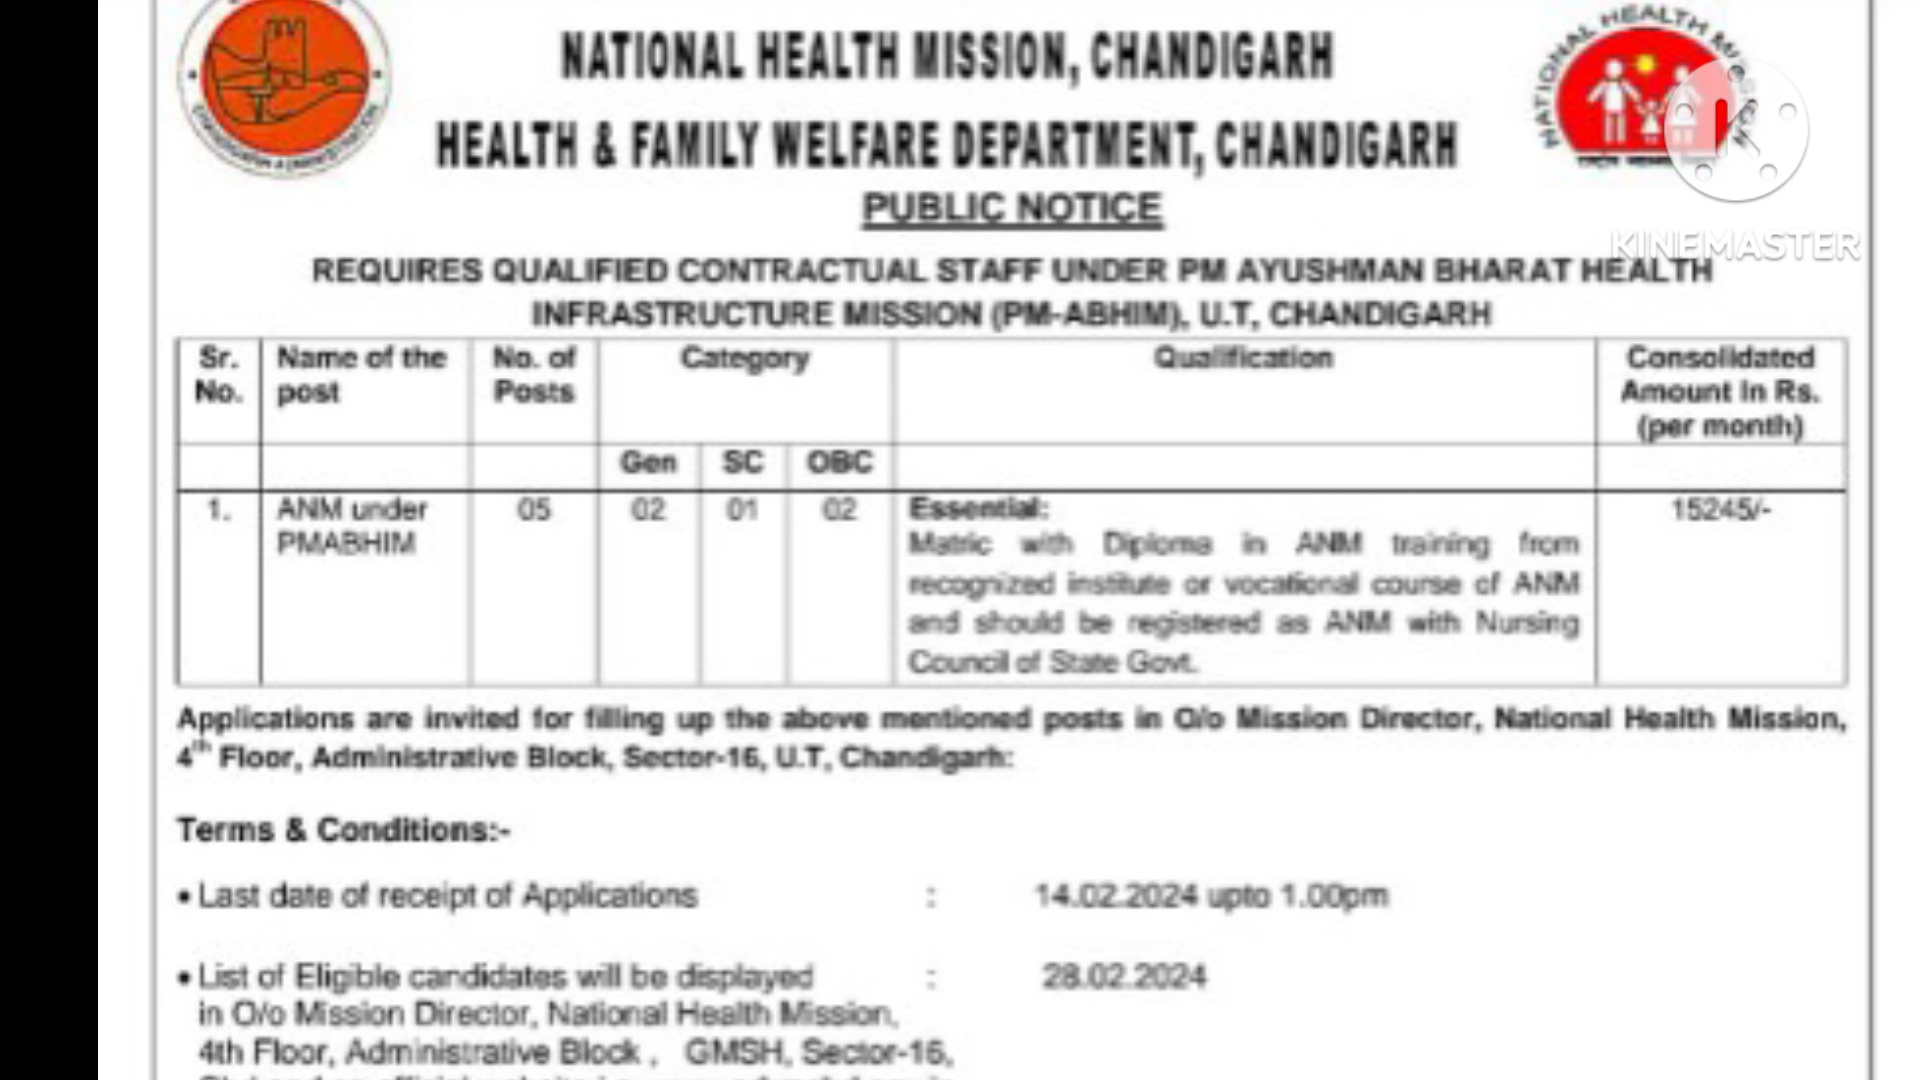 NATIONAL HEALTH MISSION, CHANDIGARH
HEALTH & FAMILY WELFARE DEPARTMENT, CHANDIGARH
PUBLIC NOTICE
NATIONAL HEALTH MISSION
CHANDIGARH ADMINISTRATION
KINEMASTER
REQUIRES QUALIFIED CONTRACTUAL STAFF UNDER PM AYUSHMAN BHARAT HEALTH
INFRASTRUCTURE MISSION (PM-ABHIM), U.T, CHANDIGARH
Sr. No. Name of the post No. of Posts Category Qualification Consolidated Amount In Rs. (per month)
Gen SC OBC
1. ANM under PMABHIM 05 02 01 02 Essential: 15245/-
Matric with Diploma in ANM training from
recognized institute or vocational course of ANM
and should be registered as ANM with Nursing
Council of State Govt.
Applications are invited for filling up the above mentioned posts in O/o Mission Director, National Health Mission,
4th Floor, Administrative Block, Sector-16, U.T, Chandigarh:
Terms & Conditions:-
• Last date of receipt of Applications : 14.02.2024 upto 1.00pm
• List of Eligible candidates will be displayed : 28.02.2024
in O/o Mission Director, National Health Mission,
4th Floor, Administrative Block , GMSH, Sector-16,